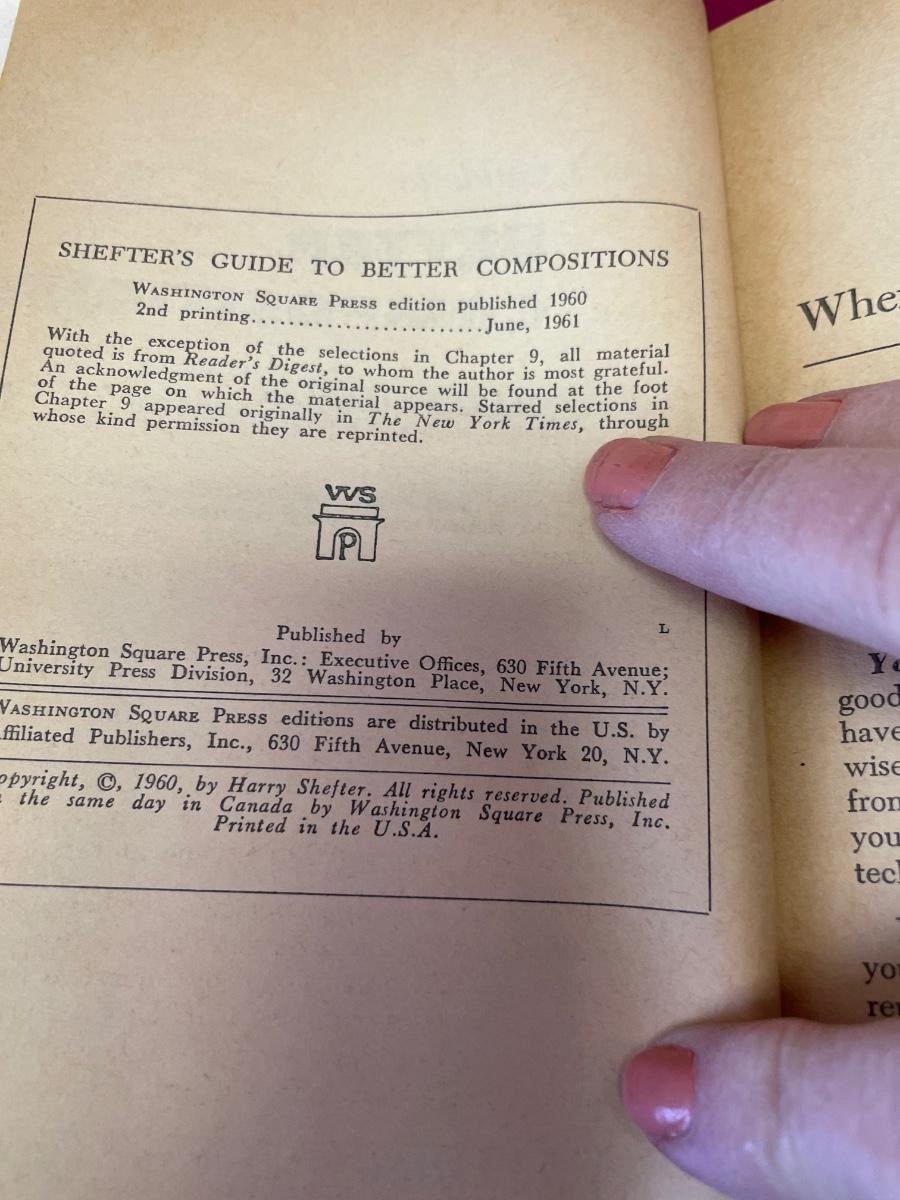 SHEFTER'S GUIDE TO BETTER COMPOSITIONS
WASHINGTON SQUARE PRESS edition published 1960
2nd printing........................June, 1961
With the exception of the selections in Chapter 9, all material
quoted is from Reader's Digest, to whom the author is most grateful.
An acknowledgment of the original source will be found at the foot
of the page on which the material appears. Starred selections in
Chapter 9 appeared originally in The New York Times, through
whose kind permission they are reprinted.
WS
P
L
Published by
Washington Square Press, Inc.: Executive Offices, 630 Fifth Avenue;
University Press Division, 32 Washington Place, New York, N.Y.
WASHINGTON SQUARE PRESS editions are distributed in the U.S. by
ffiliated Publishers, Inc., 630 Fifth Avenue, New York 20, N.Y.
opyright, ©, 1960, by Harry Shefter. All rights reserved. Published
the same day in Canada by Washington Square Press, Inc.
Printed in the U.S.A.
Whe
good
have
wise
fron
you
tecl
you